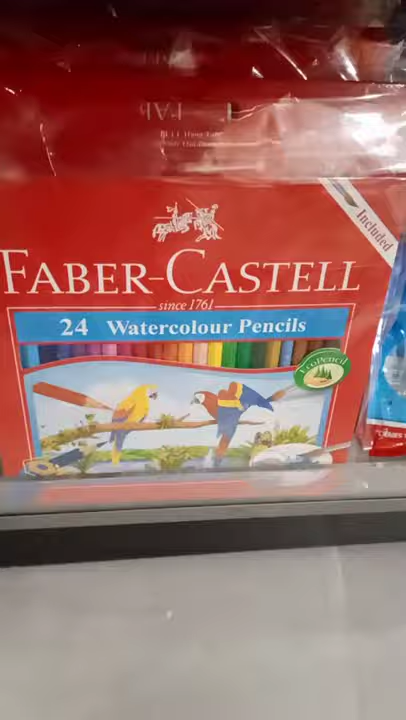 FABER-CASTELL
since 1761
24 Watercolour Pencils
EcoPencil
Included